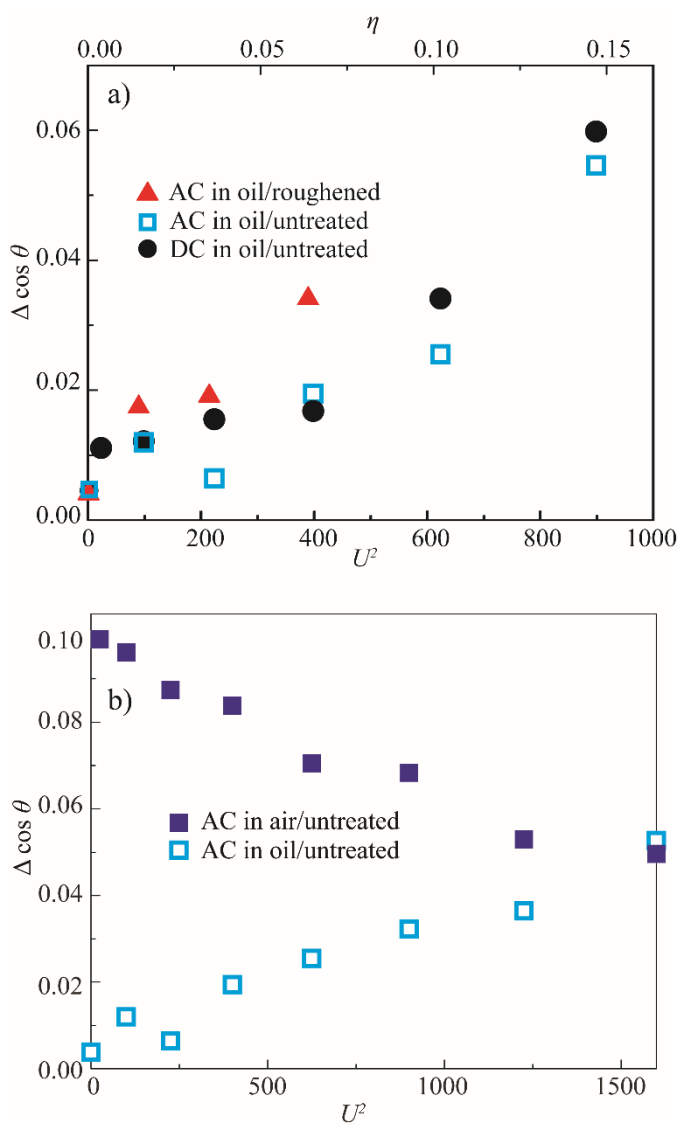 η
0.00 0.05 0.10 0.15
a)
0.06
AC in oil/roughened
AC in oil/untreated
DC in oil/untreated
0.04
Δ cos θ
0.02
0.00
0 200 400 600 800 1000
U²
0.10
b)
0.08
0.06
AC in air/untreated
AC in oil/untreated
Δ cos θ
0.04
0.02
0.00
0 500 1000 1500
U²